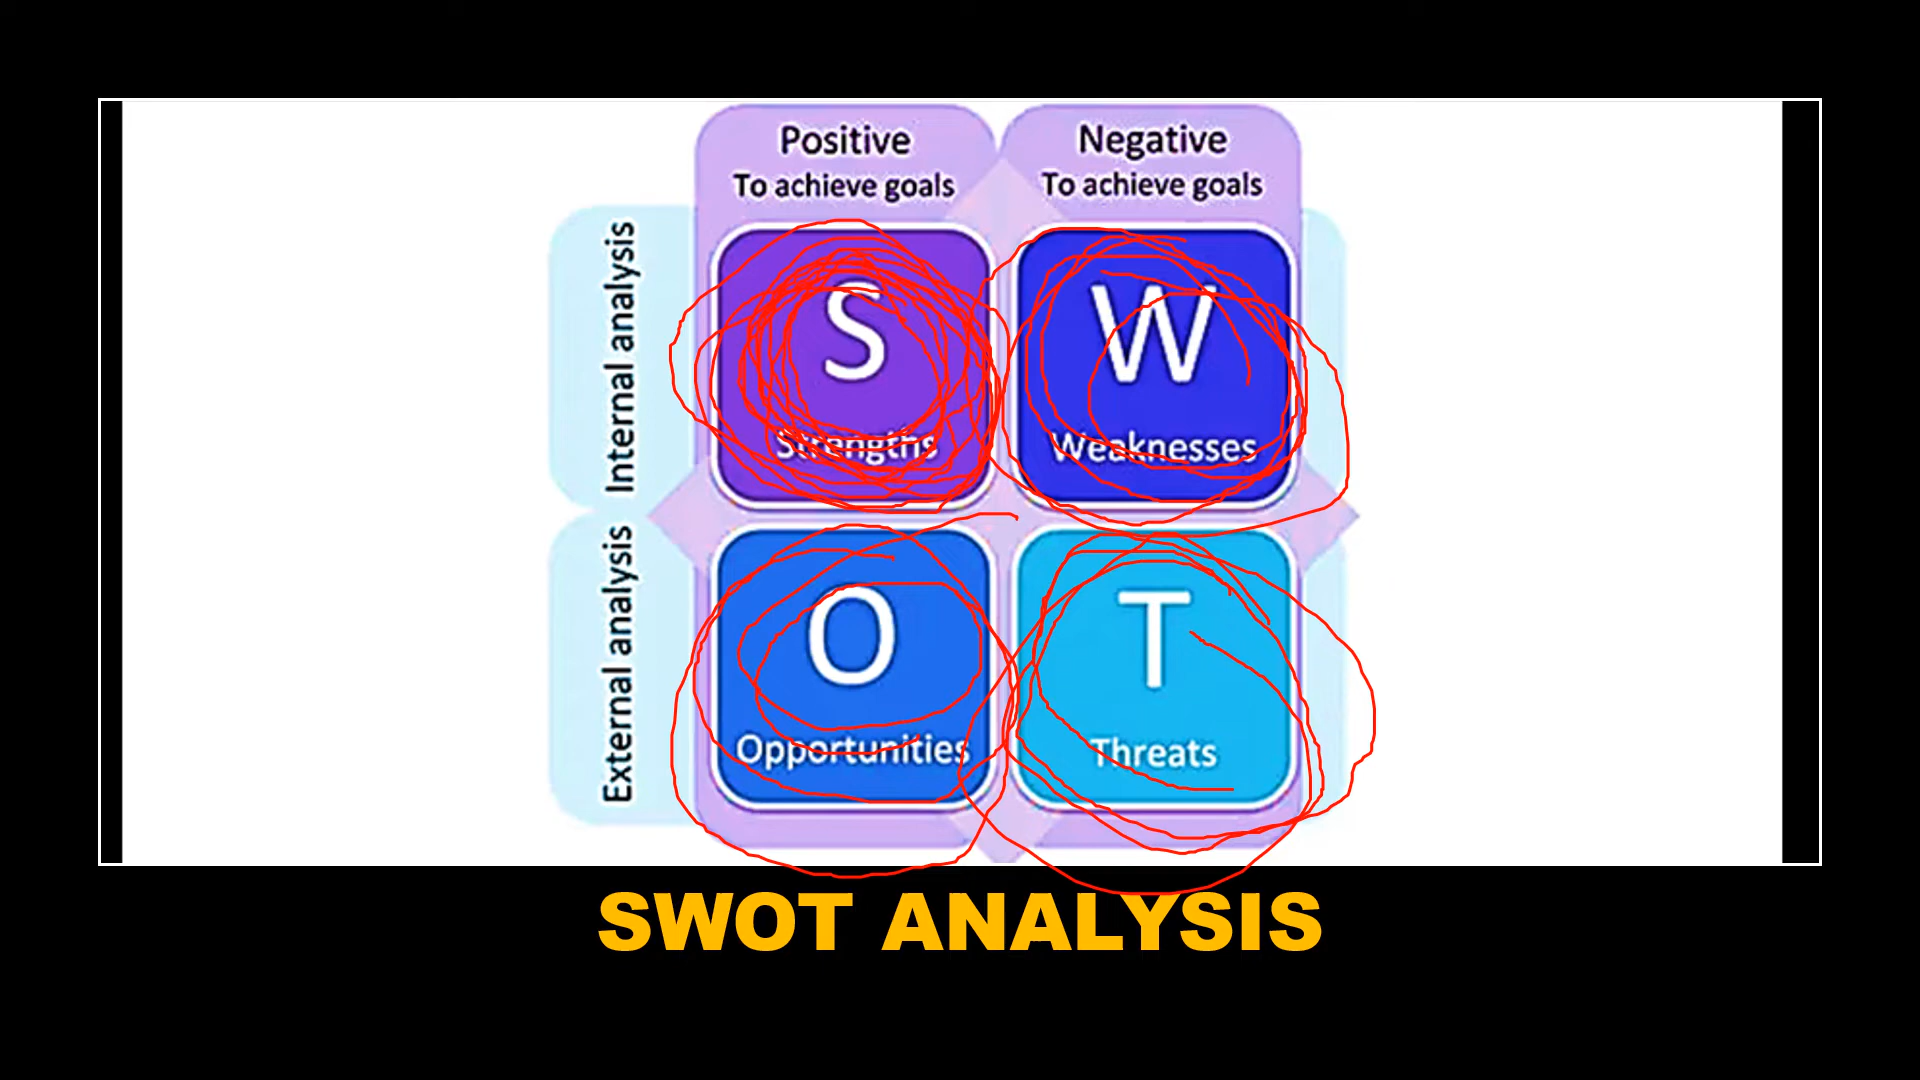 Positive
To achieve goals
Negative
To achieve goals
Internal analysis
S
Strengths
W
Weaknesses
External analysis
O
Opportunities
T
Threats
SWOT ANALYSIS